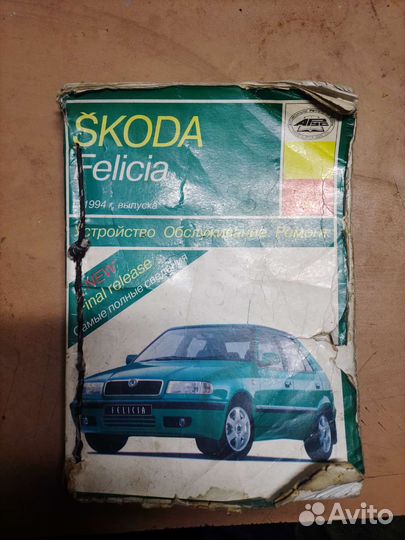 ŠKODA
Felicia
1994 г. выпуска
Устройство Обслуживание Ремонт
NEW
final release
Самые полные сведения
FELICIA
Avito